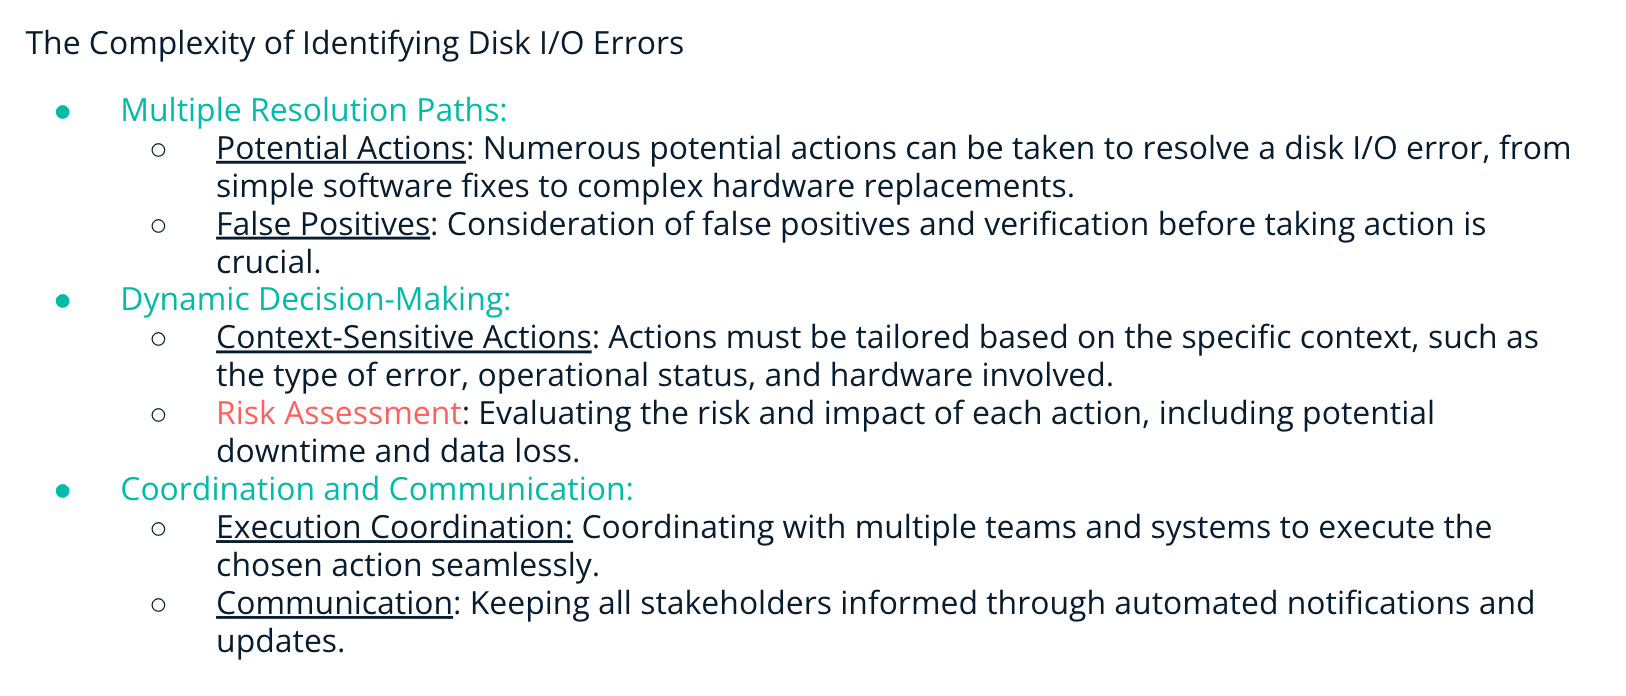 The Complexity of Identifying Disk I/O Errors
● Multiple Resolution Paths:
○ Potential Actions: Numerous potential actions can be taken to resolve a disk I/O error, from
simple software fixes to complex hardware replacements.
○ False Positives: Consideration of false positives and verification before taking action is
crucial.
● Dynamic Decision-Making:
○ Context-Sensitive Actions: Actions must be tailored based on the specific context, such as
the type of error, operational status, and hardware involved.
○ Risk Assessment: Evaluating the risk and impact of each action, including potential
downtime and data loss.
● Coordination and Communication:
○ Execution Coordination: Coordinating with multiple teams and systems to execute the
chosen action seamlessly.
○ Communication: Keeping all stakeholders informed through automated notifications and
updates.